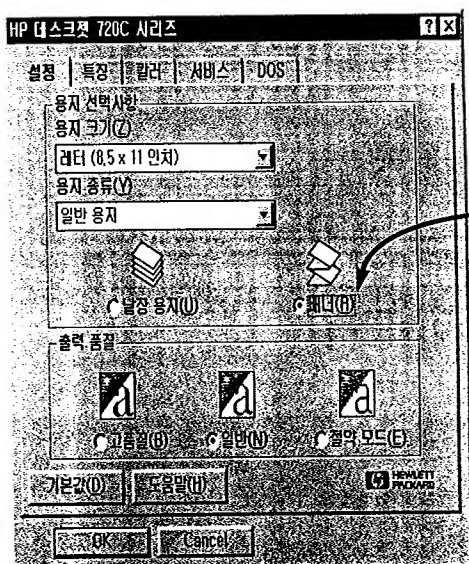 HP 데스크젯 720C 시리즈
설정 특장 칼러 서비스 DOS
용지 선택사항
용지 크기(Z)
레터 (8,5 x 11 인치)
용지 종류(Y)
일반 용지
낱장 용지(U) 배너(R)
출력 품질
고품질(B) 일반(N) 절약 모드(E)
기본값(D) 도움말(H) HEWLETT
PACKARD
OK Cancel